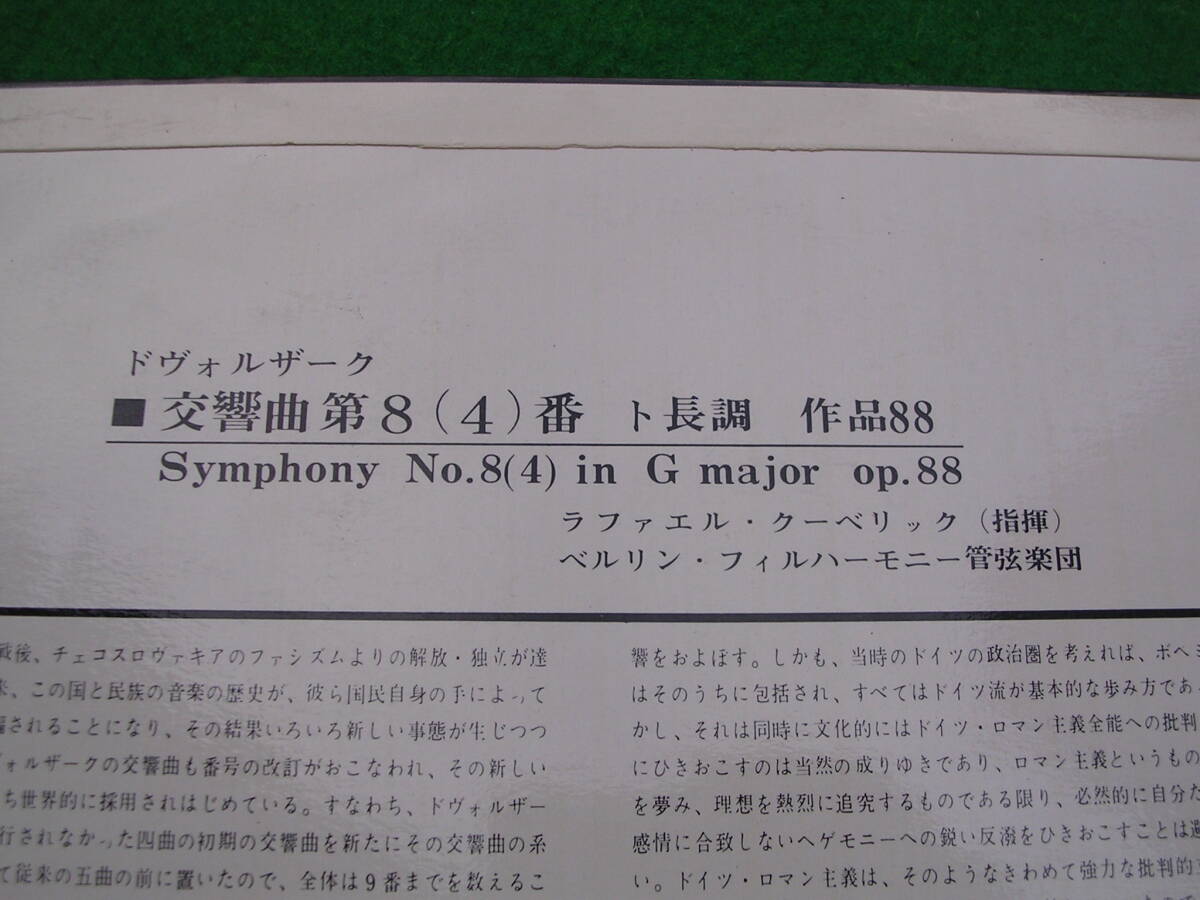 ドヴォルザーク
■ 交響曲第8(4)番 ト長調 作品88
Symphony No.8(4) in G major op.88
ラファエル・クーベリック(指揮)
ベルリン・フィルハーモニー管弦楽団
戦後、チェコスロヴァキアのファシズムよりの解放・独立が達
来、この国と民族の音楽の歴史が、彼ら国民自身の手によって
編されることになり、その結果いろいろ新しい事態が生じつつ
ヴォルザークの交響曲も番号の改訂がおこなわれ、その新しい
ち世界的に採用されはじめている。すなわち、ドヴォルザー
行されなかった四曲の初期の交響曲を新たにその交響曲の系
て従来の五曲の前に置いたので、全体は9番までを数えるこ
響をおよぼす。しかも、当時のドイツの政治圏を考えれば、ボヘミ
はそのうちに包括され、すべてはドイツ流が基本的な歩み方であ
かし、それは同時に文化的にはドイツ・ロマン主義全能への批判
にひきおこすのは当然の成りゆきであり、ロマン主義というもの
を夢み、理想を熱烈に追究するものである限り、必然的に自分た
感情に合致しないヘゲモニーへの鋭い反溌をひきおこすことは避
い。ドイツ・ロマン主義は、そのようなきわめて強力な批判的